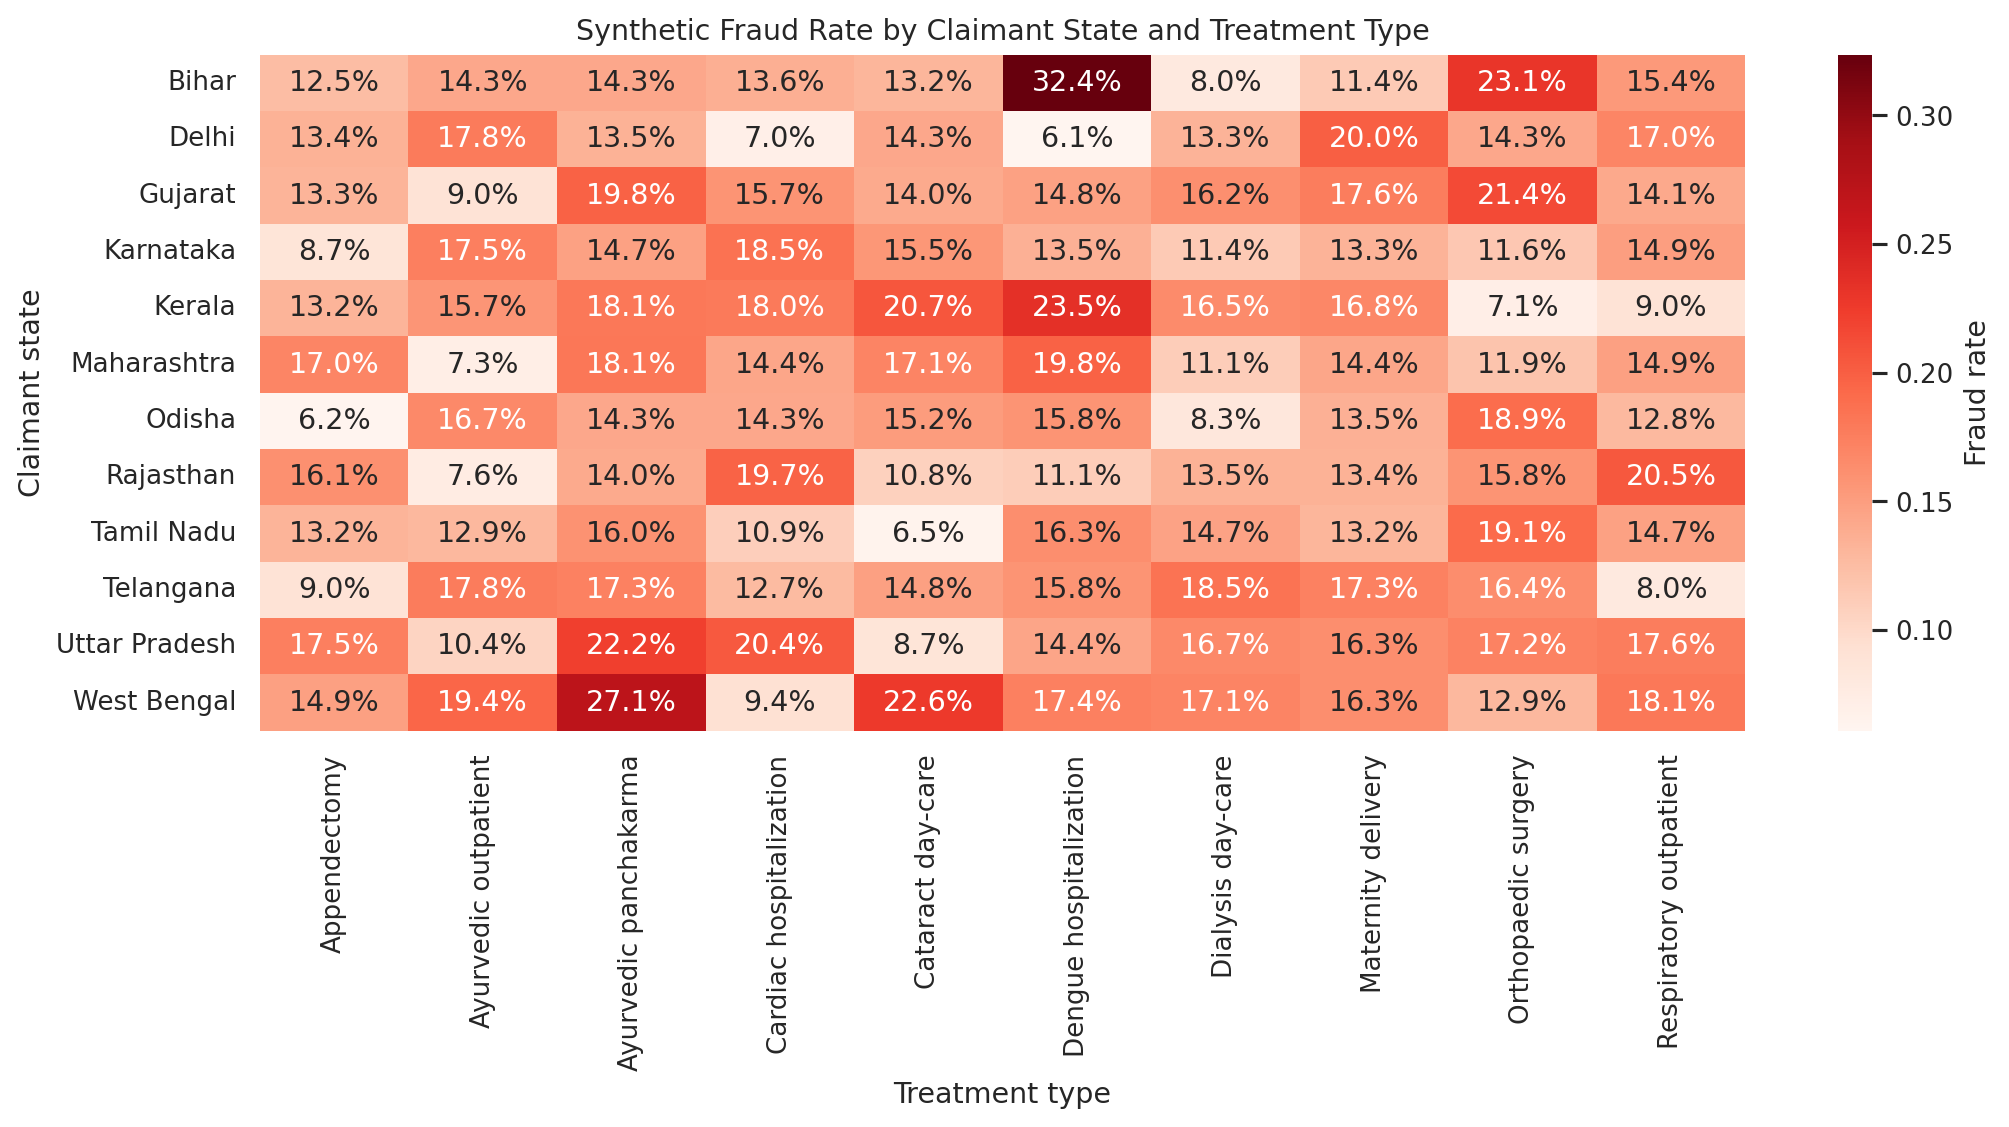 Synthetic Fraud Rate by Claimant State and Treatment Type
Claimant state
Bihar 12.5% 14.3% 14.3% 13.6% 13.2% 32.4% 8.0% 11.4% 23.1% 15.4%
Delhi 13.4% 17.8% 13.5% 7.0% 14.3% 6.1% 13.3% 20.0% 14.3% 17.0%
Gujarat 13.3% 9.0% 19.8% 15.7% 14.0% 14.8% 16.2% 17.6% 21.4% 14.1%
Karnataka 8.7% 17.5% 14.7% 18.5% 15.5% 13.5% 11.4% 13.3% 11.6% 14.9%
Kerala 13.2% 15.7% 18.1% 18.0% 20.7% 23.5% 16.5% 16.8% 7.1% 9.0%
Maharashtra 17.0% 7.3% 18.1% 14.4% 17.1% 19.8% 11.1% 14.4% 11.9% 14.9%
Odisha 6.2% 16.7% 14.3% 14.3% 15.2% 15.8% 8.3% 13.5% 18.9% 12.8%
Rajasthan 16.1% 7.6% 14.0% 19.7% 10.8% 11.1% 13.5% 13.4% 15.8% 20.5%
Tamil Nadu 13.2% 12.9% 16.0% 10.9% 6.5% 16.3% 14.7% 13.2% 19.1% 14.7%
Telangana 9.0% 17.8% 17.3% 12.7% 14.8% 15.8% 18.5% 17.3% 16.4% 8.0%
Uttar Pradesh 17.5% 10.4% 22.2% 20.4% 8.7% 14.4% 16.7% 16.3% 17.2% 17.6%
West Bengal 14.9% 19.4% 27.1% 9.4% 22.6% 17.4% 17.1% 16.3% 12.9% 18.1%
Appendectomy
Ayurvedic outpatient
Ayurvedic panchakarma
Cardiac hospitalization
Cataract day-care
Dengue hospitalization
Dialysis day-care
Maternity delivery
Orthopaedic surgery
Respiratory outpatient
Treatment type
0.30
0.25
0.20
0.15
0.10
Fraud rate